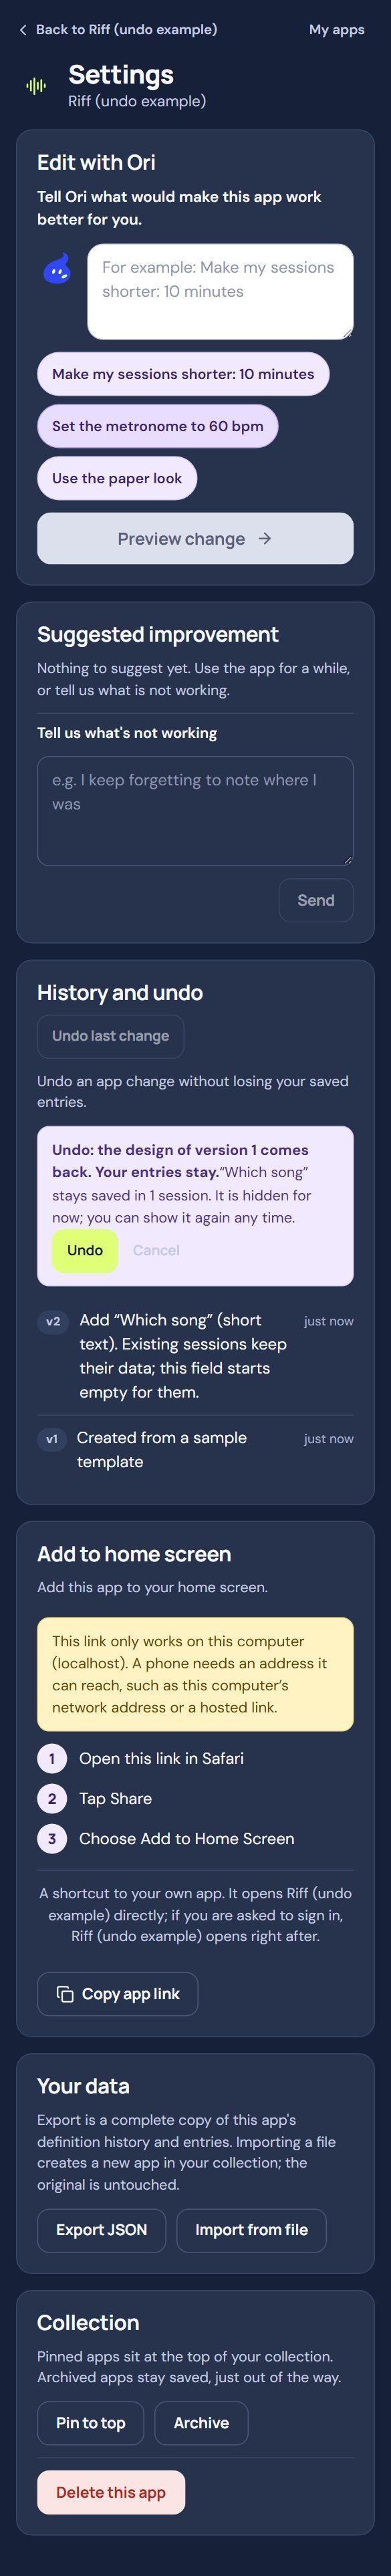 Back to Riff (undo example)
My apps
Settings
Riff (undo example)
Edit with Ori
Tell Ori what would make this app work
better for you.
For example: Make my sessions
shorter: 10 minutes
Make my sessions shorter: 10 minutes
Set the metronome to 60 bpm
Use the paper look
Preview change →
Suggested improvement
Nothing to suggest yet. Use the app for a while,
or tell us what is not working.
Tell us what's not working
e.g. I keep forgetting to note where I
was
Send
History and undo
Undo last change
Undo an app change without losing your saved
entries.
Undo: the design of version 1 comes
back. Your entries stay.“Which song”
stays saved in 1 session. It is hidden for
now; you can show it again any time.
Undo
Cancel
v2
Add “Which song” (short
text). Existing sessions keep
their data; this field starts
empty for them.
just now
v1
Created from a sample
template
just now
Add to home screen
Add this app to your home screen.
This link only works on this computer
(localhost). A phone needs an address it
can reach, such as this computer’s
network address or a hosted link.
1 Open this link in Safari
2 Tap Share
3 Choose Add to Home Screen
A shortcut to your own app. It opens Riff (undo
example) directly; if you are asked to sign in,
Riff (undo example) opens right after.
Copy app link
Your data
Export is a complete copy of this app's
definition history and entries. Importing a file
creates a new app in your collection; the
original is untouched.
Export JSON
Import from file
Collection
Pinned apps sit at the top of your collection.
Archived apps stay saved, just out of the way.
Pin to top
Archive
Delete this app